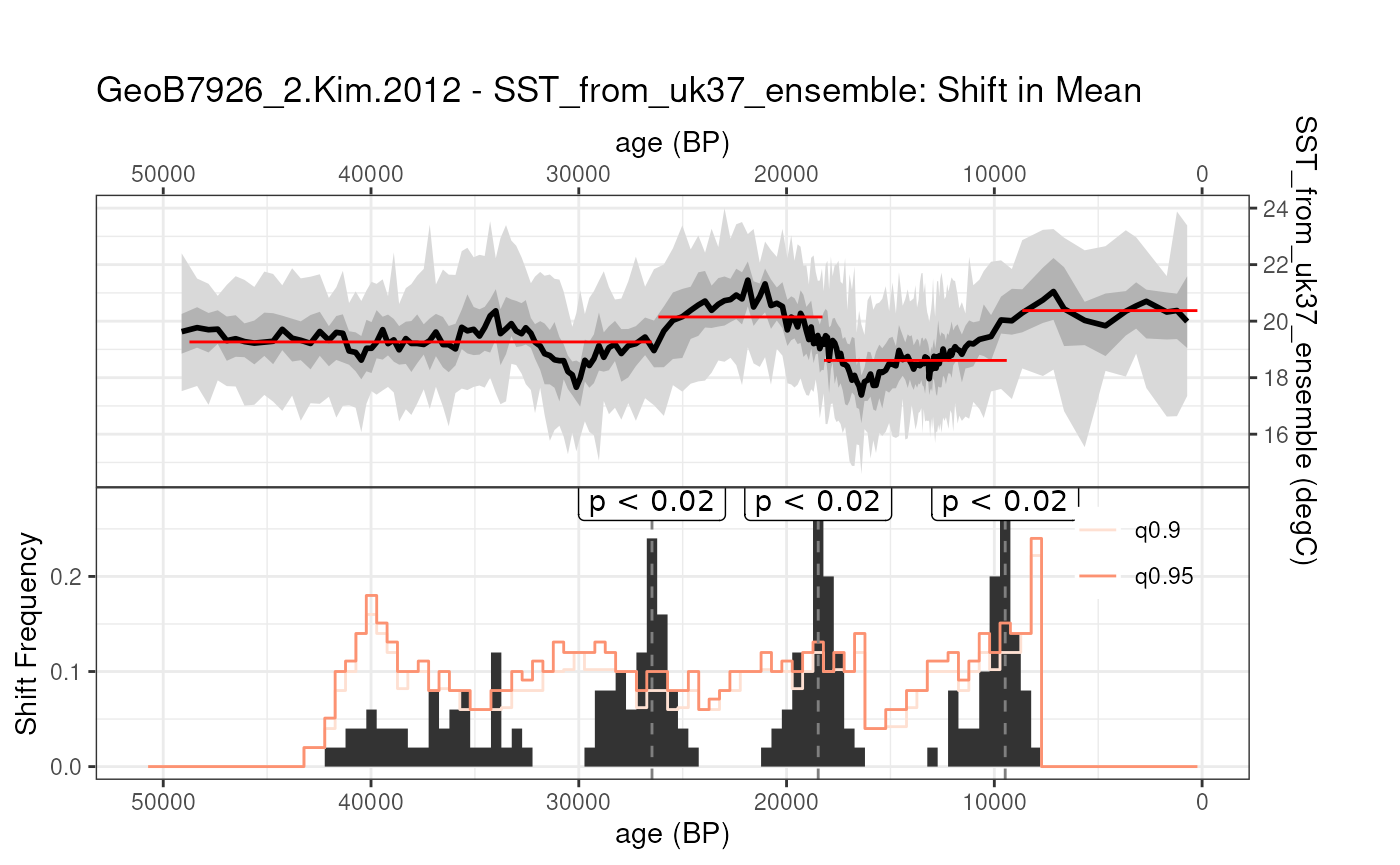 GeoB7926_2.Kim.2012 - SST_from_uk37_ensemble: Shift in Mean
age (BP)
50000 40000 30000 20000 10000 0
24
22
20
18
16
SST_from_uk37_ensemble (degC)
p < 0.02 p < 0.02 p < 0.02
q0.9
q0.95
Shift Frequency
0.2
0.1
0.0
50000 40000 30000 20000 10000 0
age (BP)